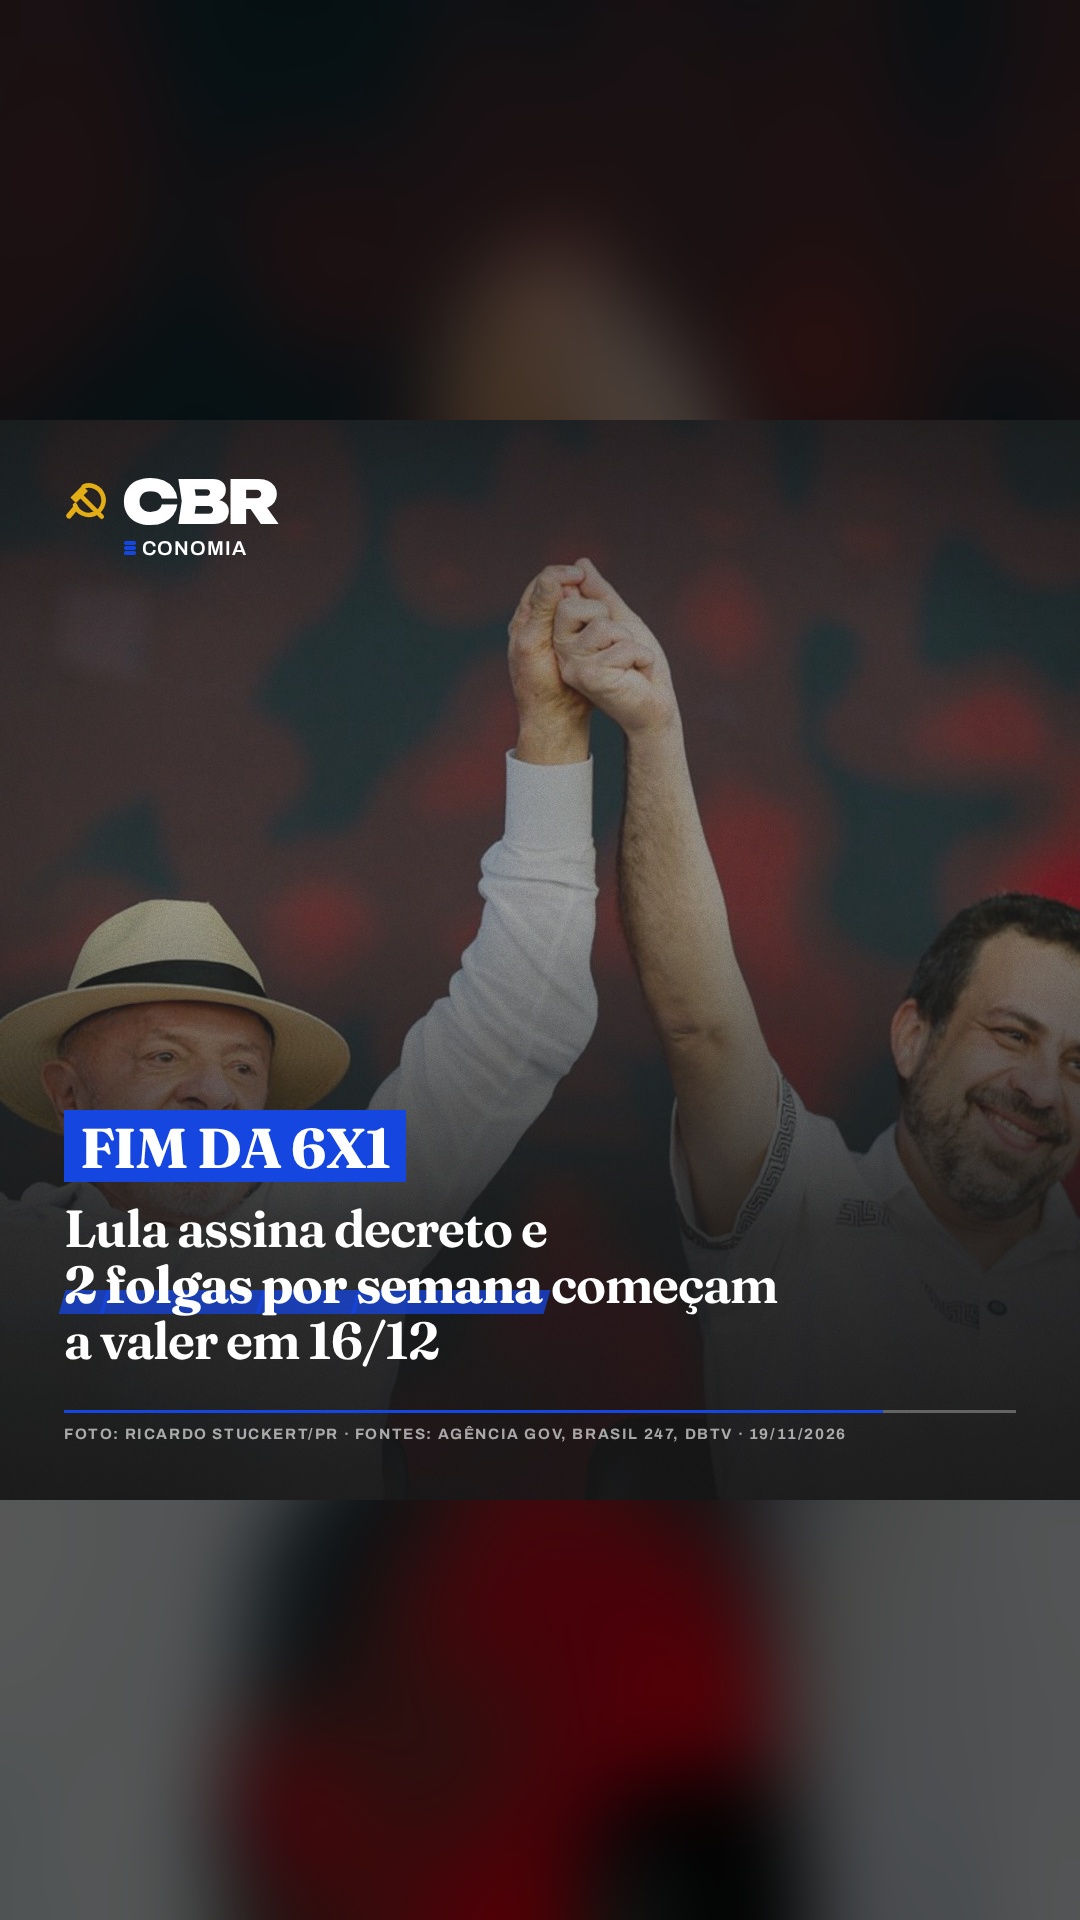 CBR
ECONOMIA
FIM DA 6X1
Lula assina decreto e
2 folgas por semana começam
a valer em 16/12
FOTO: RICARDO STUCKERT/PR · FONTES: AGÊNCIA GOV, BRASIL 247, DBTV · 19/11/2026